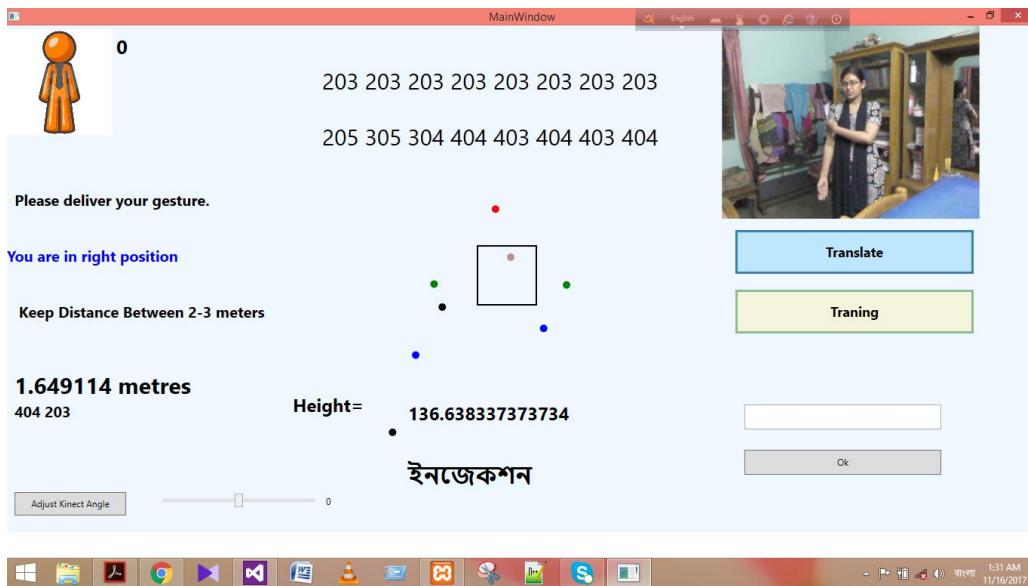 MainWindow
English
0
203 203 203 203 203 203 203 203
205 305 304 404 403 404 403 404
Please deliver your gesture.
You are in right position
Translate
Keep Distance Between 2-3 meters
Traning
1.649114 metres
404 203
Height=
136.638337373734
ইনজেকশন
Ok
Adjust Kinect Angle
0
বাংলা
1:31 AM
11/16/2017